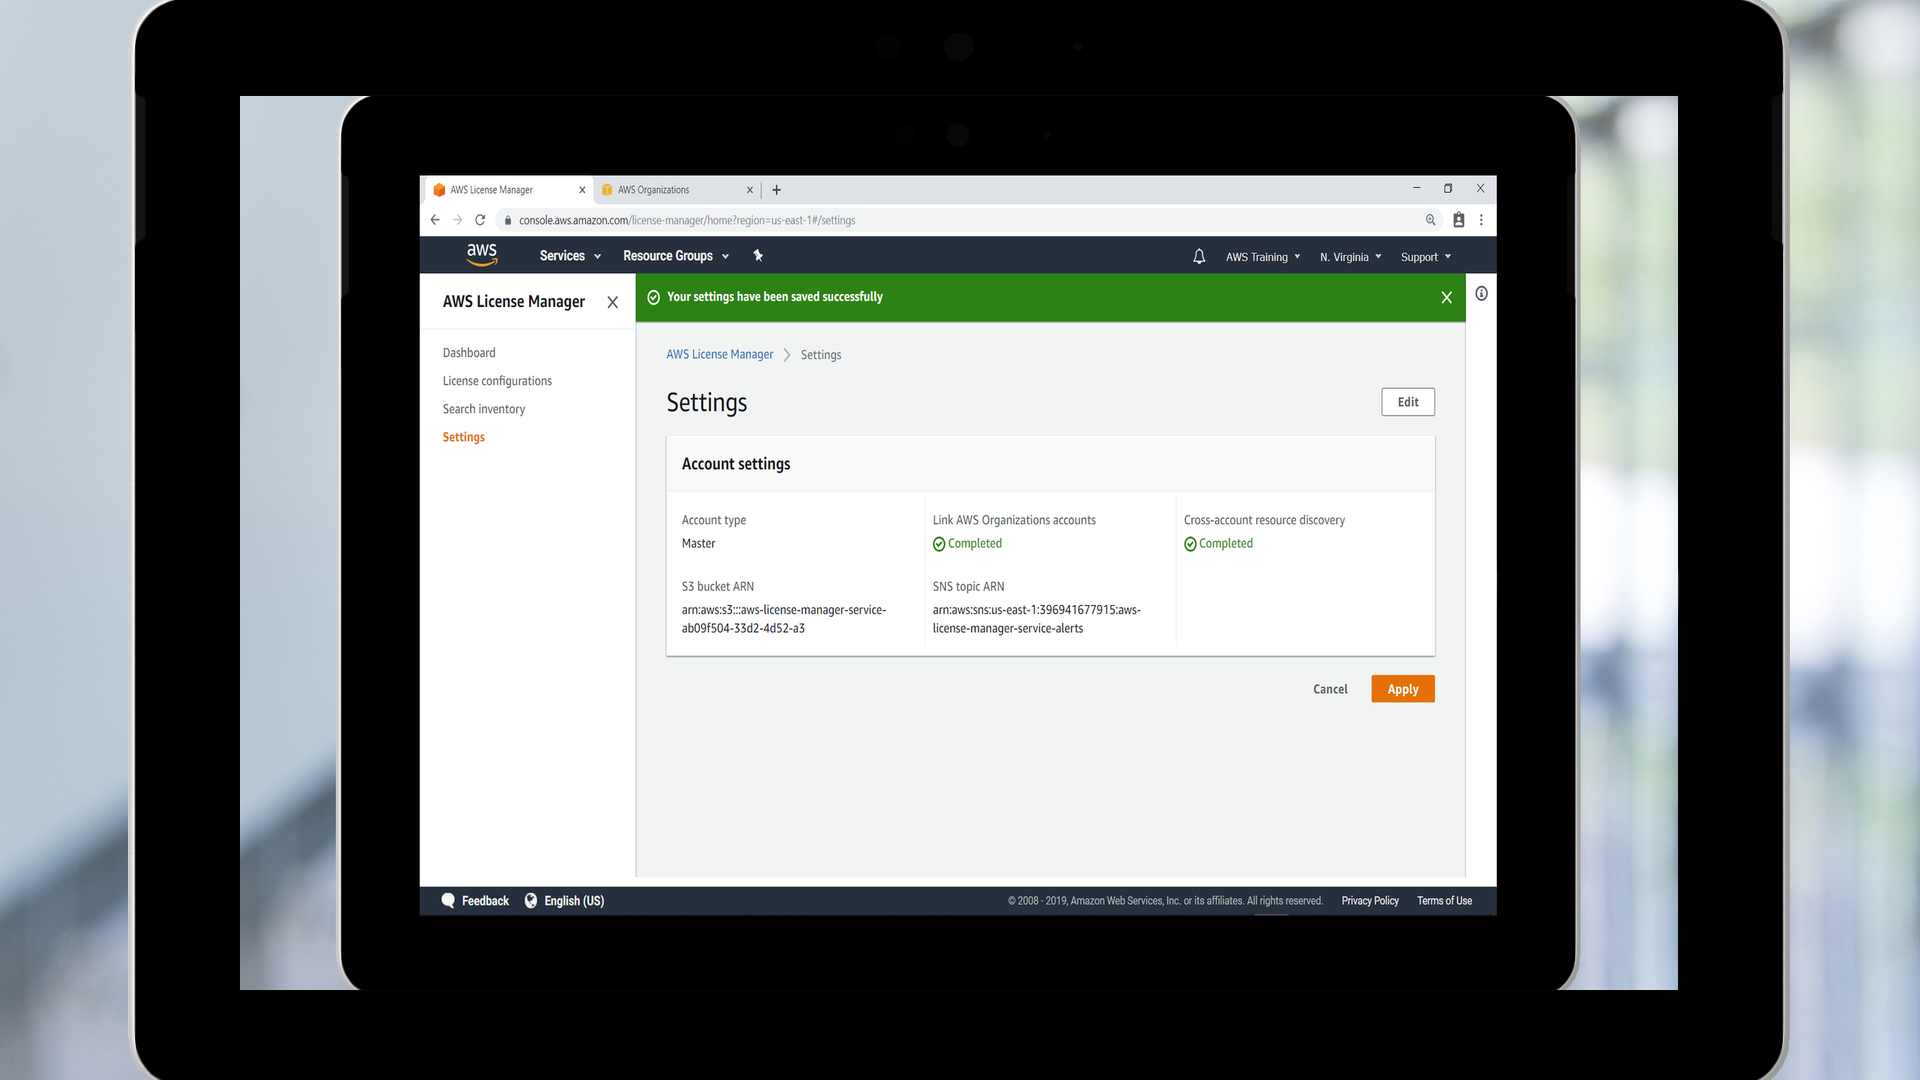 AWS License Manager
AWS Organizations
console.aws.amazon.com/license-manager/home?region=us-east-1#/settings
aws
Services
Resource Groups
AWS Training
N. Virginia
Support
AWS License Manager
Your settings have been saved successfully
Dashboard
License configurations
Search inventory
Settings
AWS License Manager
Settings
Settings
Edit
Account settings
Account type
Master
Link AWS Organizations accounts
Completed
Cross-account resource discovery
Completed
S3 bucket ARN
arn:aws:s3:::aws-license-manager-service-
ab09f504-33d2-4d52-a3
SNS topic ARN
arn:aws:sns:us-east-1:396941677915:aws-
license-manager-service-alerts
Cancel
Apply
Feedback
English (US)
© 2008 - 2019, Amazon Web Services, Inc. or its affiliates. All rights reserved.
Privacy Policy
Terms of Use